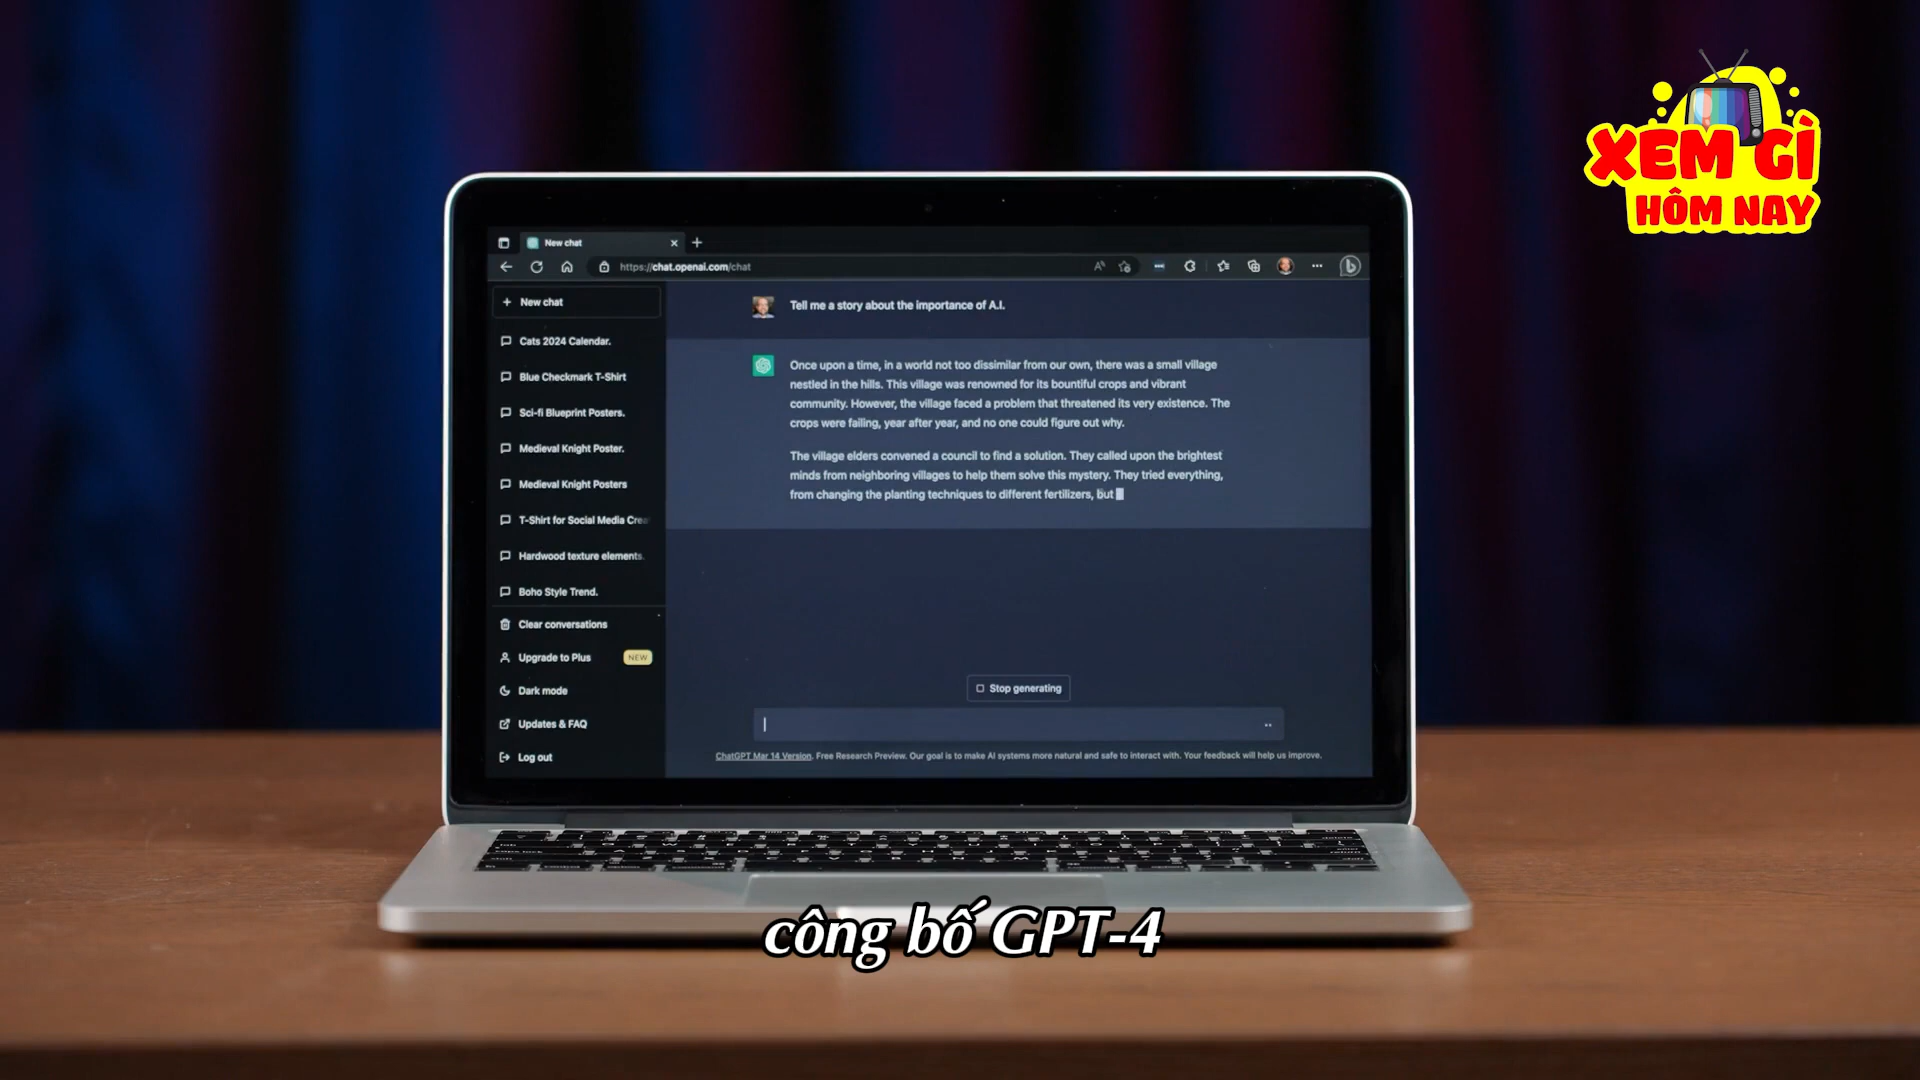 XEM GÌ
HÔM NAY
New chat
https://chat.openai.com/chat
New chat
Cats 2024 Calendar.
Blue Checkmark T-Shirt
Sci-fi Blueprint Posters.
Medieval Knight Poster.
Medieval Knight Posters
T-Shirt for Social Media Crea
Hardwood texture elements.
Boho Style Trend.
Clear conversations
Upgrade to Plus NEW
Dark mode
Updates & FAQ
Log out
Tell me a story about the importance of A.I.
Once upon a time, in a world not too dissimilar from our own, there was a small village
nestled in the hills. This village was renowned for its bountiful crops and vibrant
community. However, the village faced a problem that threatened its very existence. The
crops were failing, year after year, and no one could figure out why.
The village elders convened a council to find a solution. They called upon the brightest
minds from neighboring villages to help them solve this mystery. They tried everything,
from changing the planting techniques to different fertilizers, but
Stop generating
ChatGPT Mar 14 Version. Free Research Preview. Our goal is to make AI systems more natural and safe to interact with. Your feedback will help us improve.
công bố GPT-4